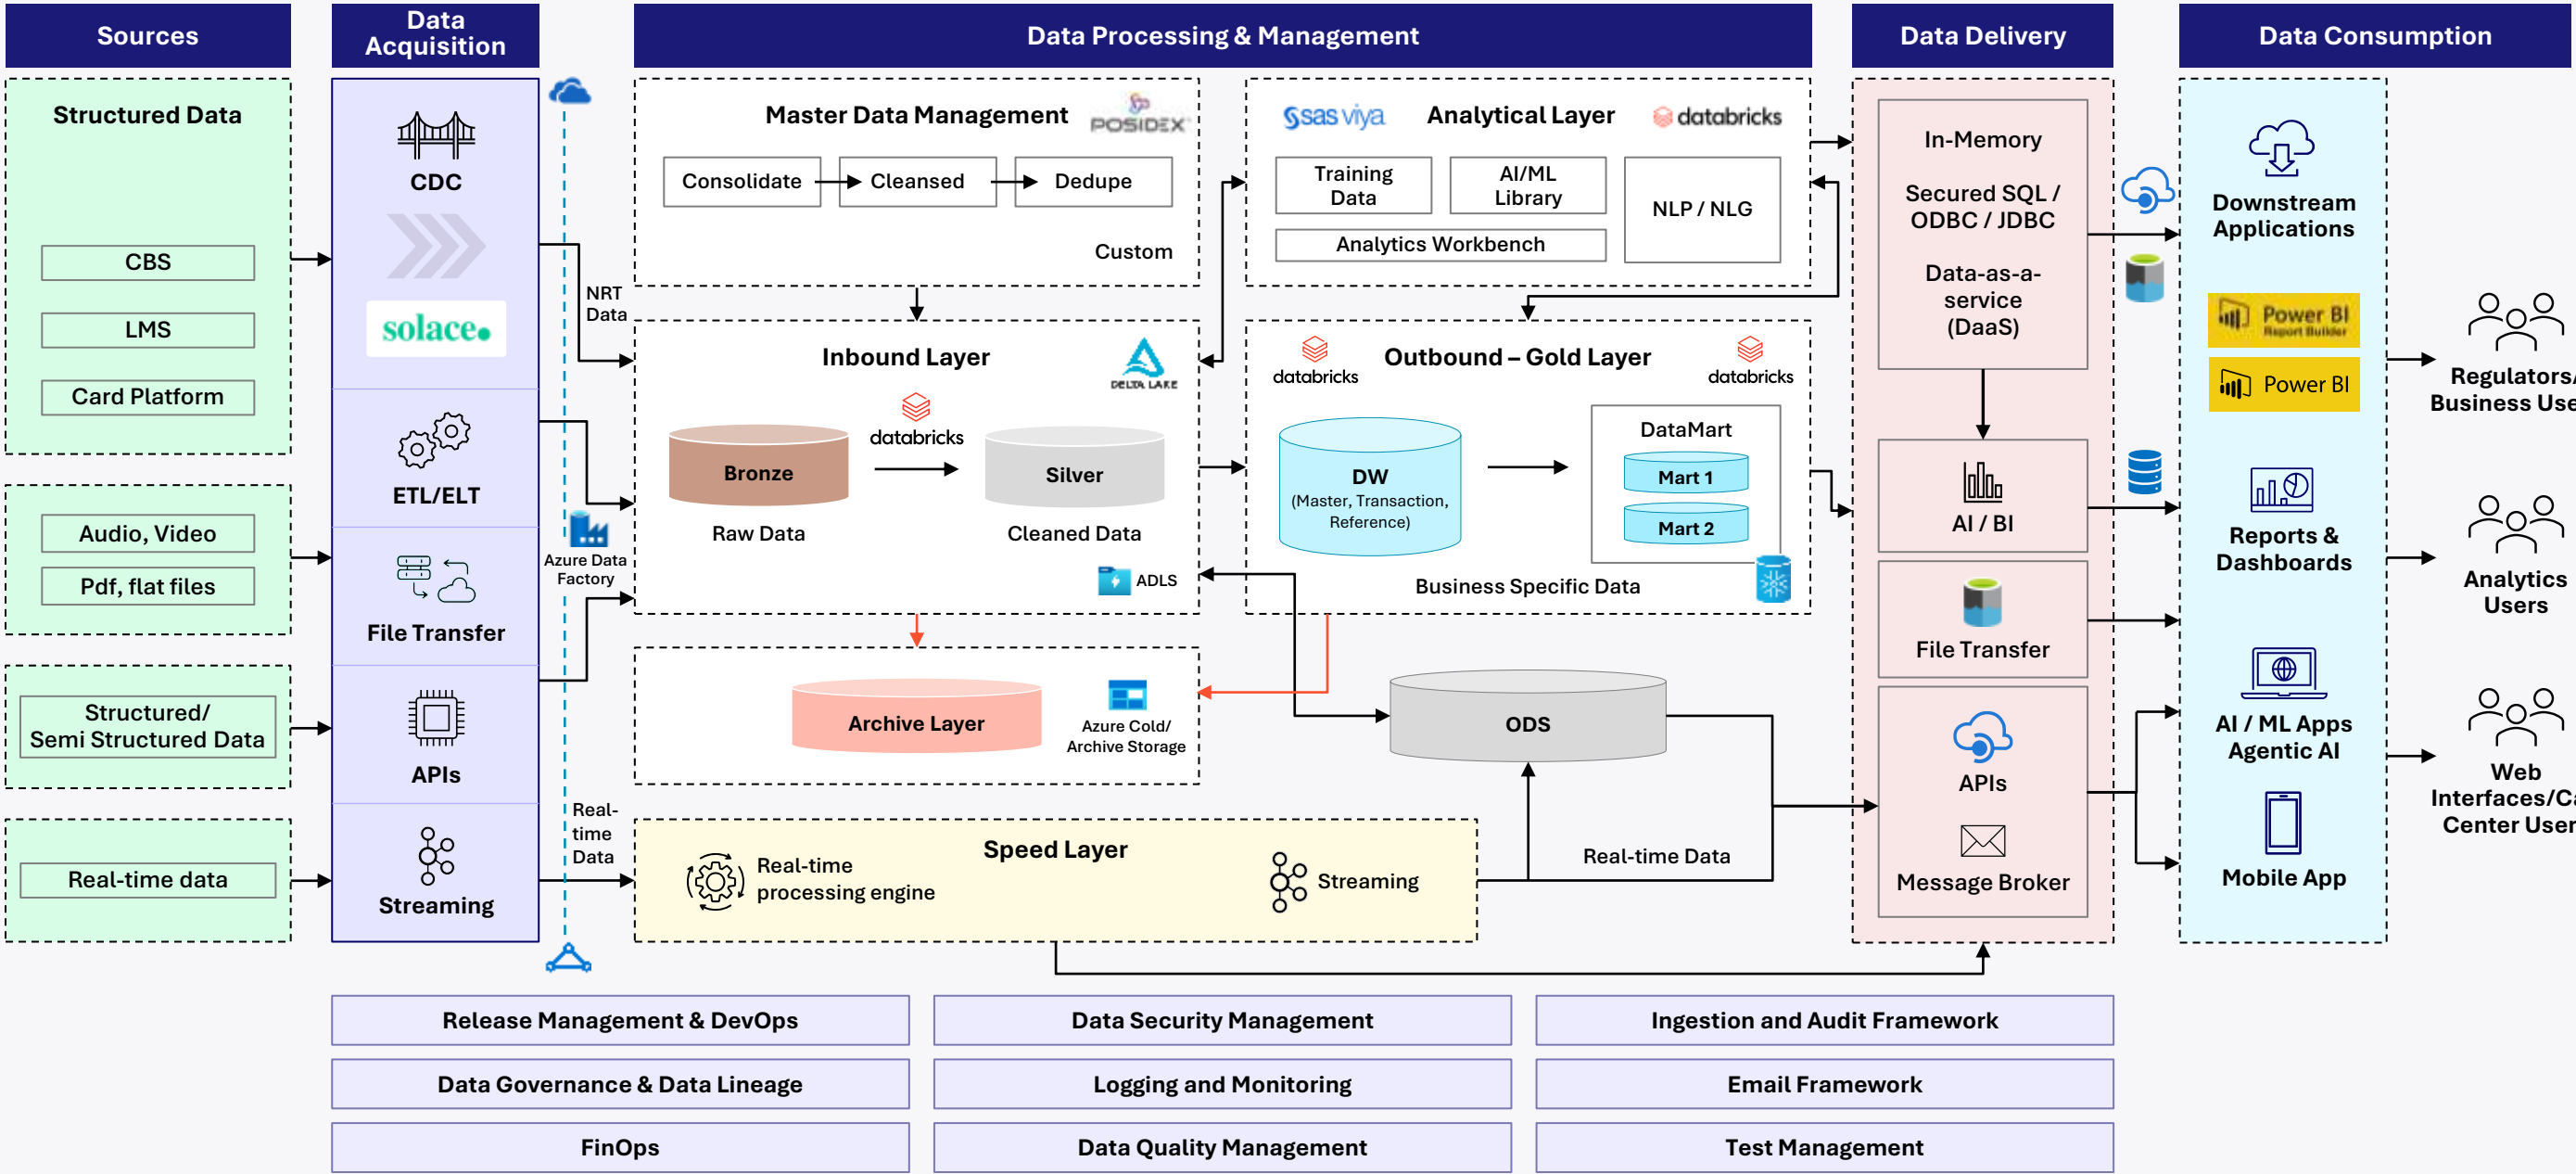 Sources
Data
Acquisition
Data Processing & Management
Data Delivery
Data Consumption
Structured Data
CBS
LMS
Card Platform
Audio, Video
Pdf, flat files
Structured/
Semi Structured Data
Real-time data
CDC
solace.
ETL/ELT
File Transfer
APIs
Streaming
NRT
Data
Azure Data
Factory
Real-
time
Data
Master Data Management
POSIDEX
Consolidate
Cleansed
Dedupe
Custom
Inbound Layer
DELTA LAKE
databricks
Bronze
Silver
Raw Data
Cleaned Data
ADLS
Archive Layer
Azure Cold/
Archive Storage
Speed Layer
Real-time
processing engine
Streaming
sas viya
Analytical Layer
databricks
Training
Data
AI/ML
Library
NLP / NLG
Analytics Workbench
Outbound – Gold Layer
databricks
databricks
DW
(Master, Transaction,
Reference)
DataMart
Mart 1
Mart 2
Business Specific Data
ODS
Real-time Data
In-Memory
Secured SQL /
ODBC / JDBC
Data-as-a-
service
(DaaS)
AI / BI
File Transfer
APIs
Message Broker
Downstream
Applications
Power BI
Report Builder
Power BI
Reports &
Dashboards
AI / ML Apps
Agentic AI
Mobile App
Regulators/
Business Use
Analytics
Users
Web
Interfaces/Ca
Center User
Release Management & DevOps
Data Security Management
Ingestion and Audit Framework
Data Governance & Data Lineage
Logging and Monitoring
Email Framework
FinOps
Data Quality Management
Test Management